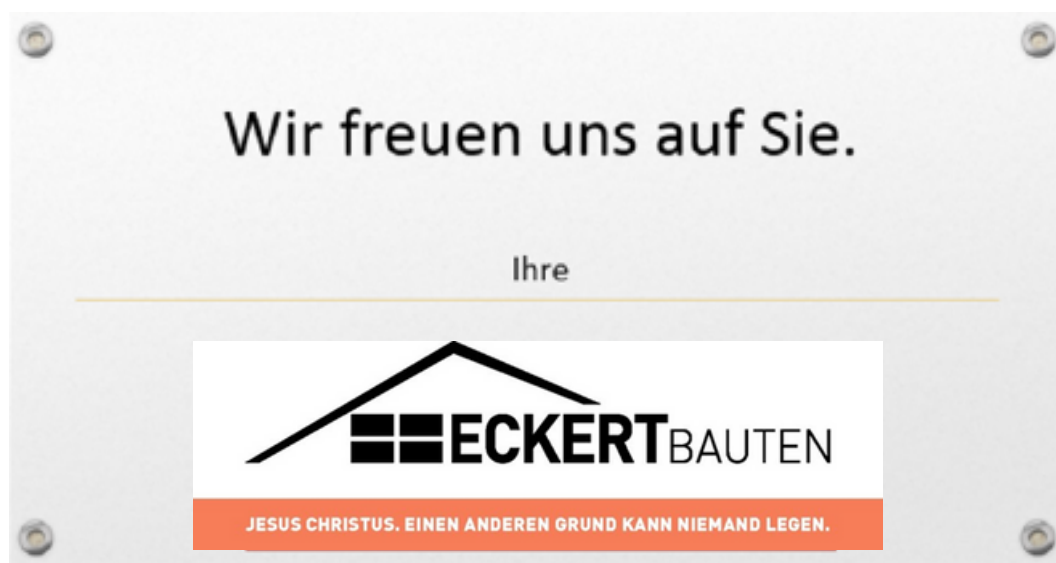 Wir freuen uns auf Sie.
Ihre
ECKERTBAUTEN
JESUS CHRISTUS. EINEN ANDEREN GRUND KANN NIEMAND LEGEN.